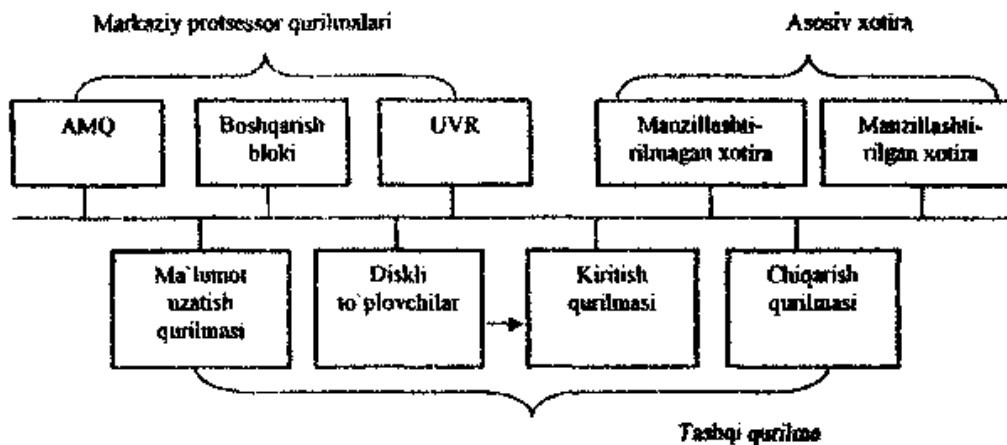 Markaziy protsessor qurilmalari
Asosiv xotira
AMQ
Boshqarish
bloki
UVR
Manzillashti-
rilmagan xotira
Manzillashti-
rilgan xotira
Ma`lumot
uzatish
qurilmasi
Diskli
to`plovchilar
Kiritish
qurilmasi
Chiqarish
qurilmasi
Tashqi qurilma